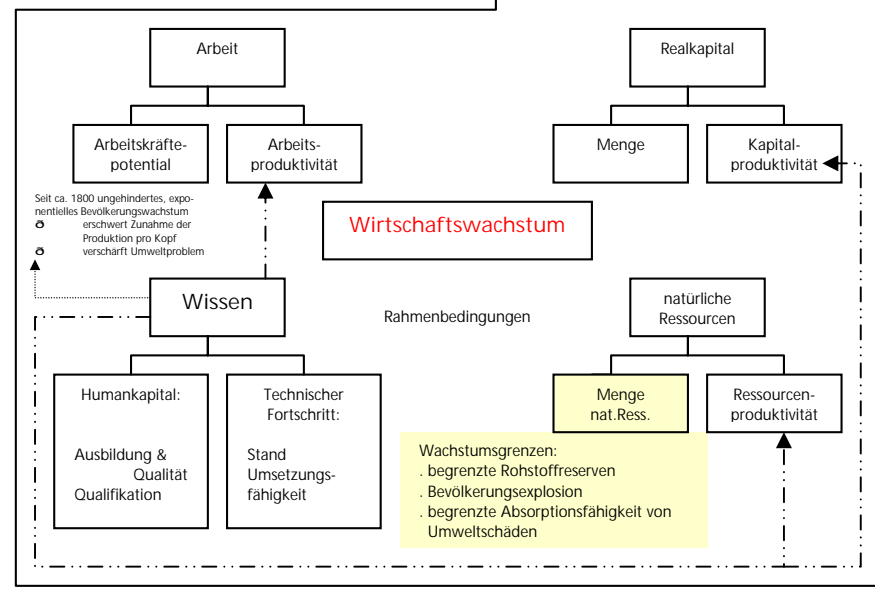 Arbeit
Realkapital
Arbeitskräfte-
potential
Arbeits-
produktivität
Menge
Kapital-
produktivität
Seit ca. 1800 ungehindertes, expo-
nentielles Bevölkerungswachstum
ð erschwert Zunahme der
Produktion pro Kopf
ð verschärft Umweltproblem
Wirtschaftswachstum
Wissen
Rahmenbedingungen
natürliche
Ressourcen
Humankapital:
Ausbildung &
Qualität
Qualifikation
Technischer
Fortschritt:
Stand
Umsetzungs-
fähigkeit
Menge
nat.Ress.
Ressourcen-
produktivität
Wachstumsgrenzen:
. begrenzte Rohstoffreserven
. Bevölkerungsexplosion
. begrenzte Absorptionsfähigkeit von
Umweltschäden